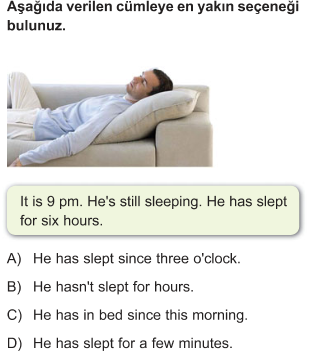 Aşağıda verilen cümleye en yakın seçeneği
bulunuz.
It is 9 pm. He's still sleeping. He has slept
for six hours.
A) He has slept since three o'clock.
B) He hasn't slept for hours.
C) He has in bed since this morning.
D) He has slept for a few minutes.